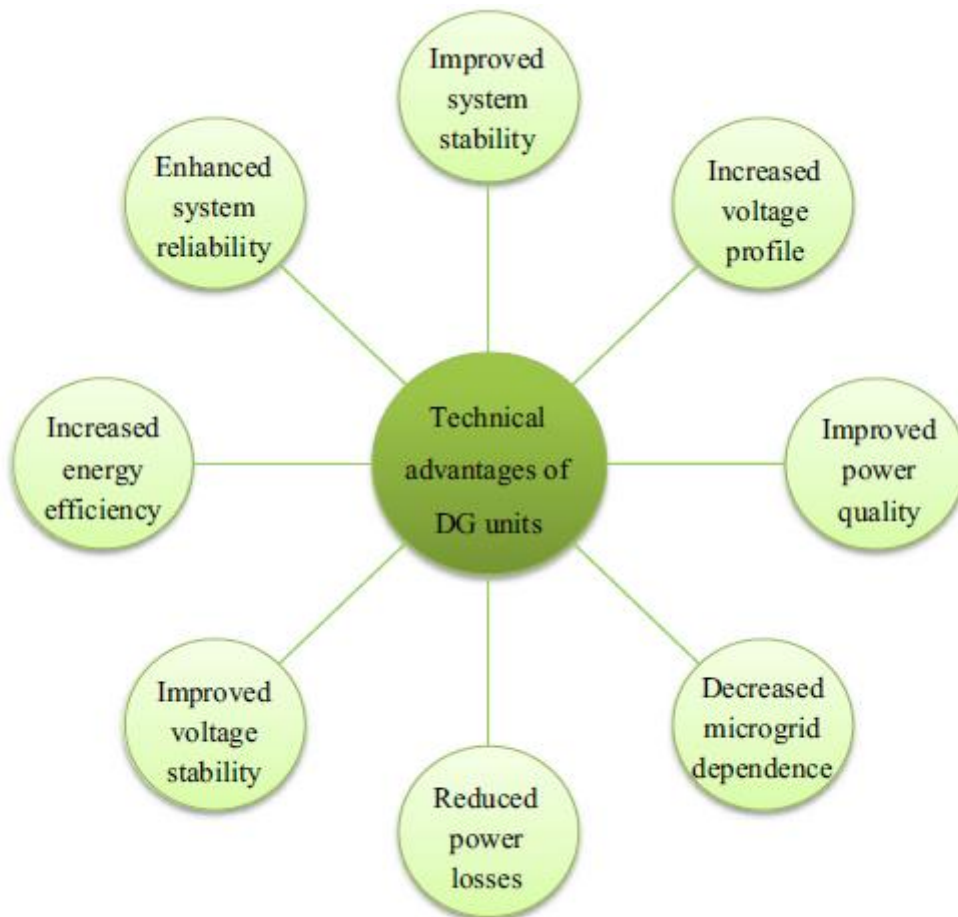 Improved
system
stability
Increased
voltage
profile
Improved
power
quality
Decreased
microgrid
dependence
Reduced
power
losses
Improved
voltage
stability
Increased
energy
efficiency
Enhanced
system
reliability
Technical
advantages of
DG units